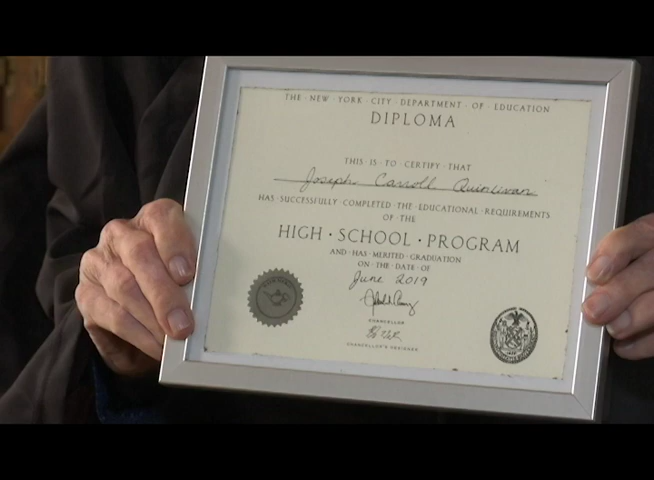 THE · NEW · YORK · CITY · DEPARTMENT · OF · EDUCATION
DIPLOMA
THIS · IS · TO · CERTIFY · THAT
Joseph Carroll Quinlivan
HAS · SUCCESSFULLY · COMPLETED · THE · EDUCATIONAL · REQUIREMENTS
OF · THE
HIGH · SCHOOL · PROGRAM
AND · HAS · MERITED · GRADUATION
ON · THE · DATE · OF
June 2019
CHANCELLOR
CHANCELLOR'S DESIGNEE